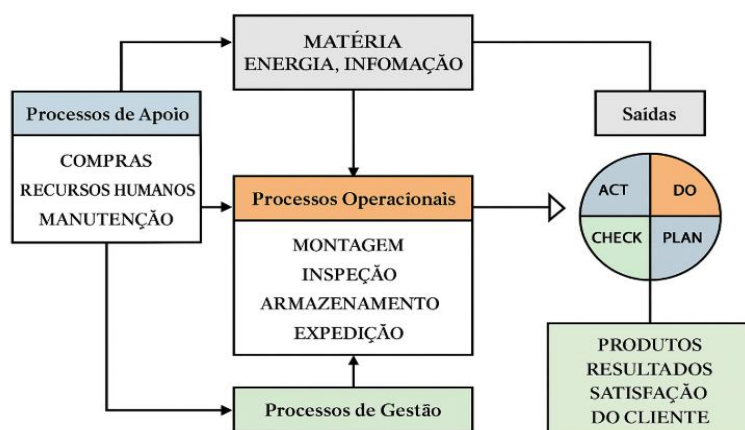 MATÉRIA
ENERGIA, INFOMAÇÃO
Processos de Apoio
COMPRAS
RECURSOS HUMANOS
MANUTENÇÃO
Processos Operacionais
MONTAGEM
INSPEÇÃO
ARMAZENAMENTO
EXPEDIÇÃO
Processos de Gestão
Saídas
ACT
DO
CHECK
PLAN
PRODUTOS
RESULTADOS
SATISFAÇÃO
DO CLIENTE